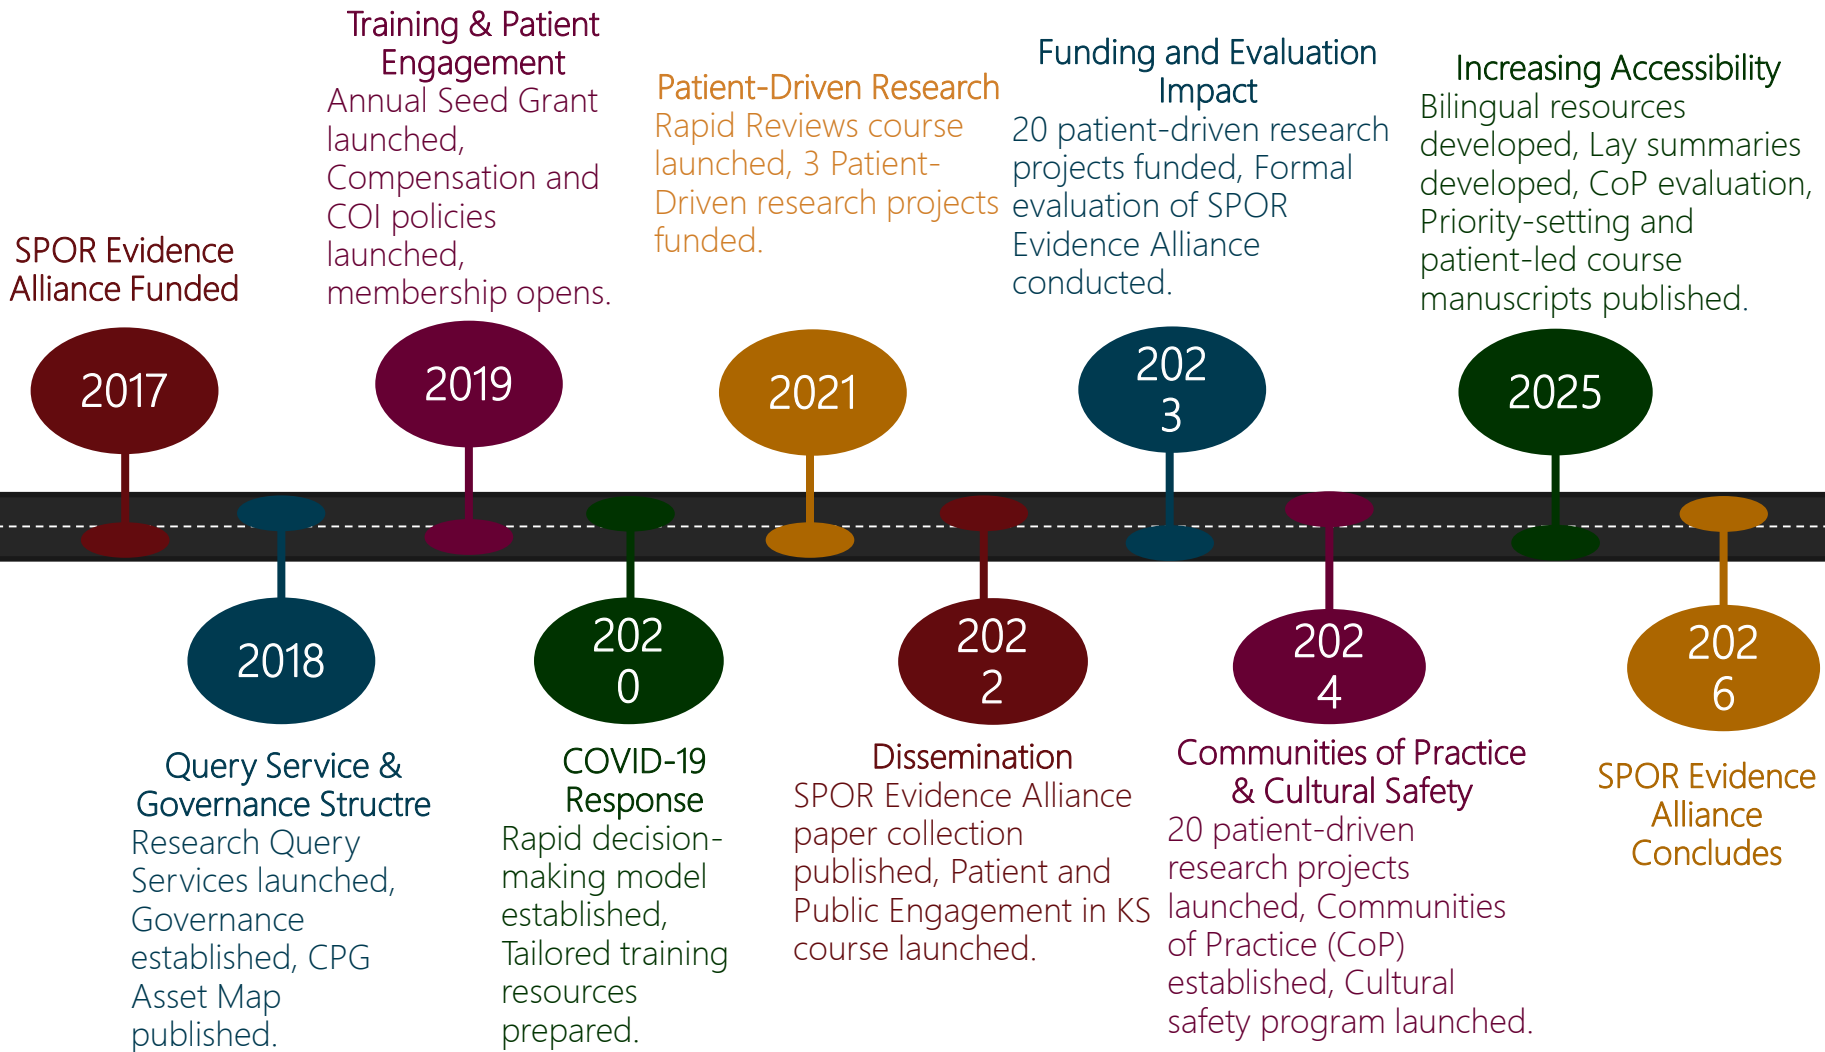 SPOR Evidence
Alliance Funded
2017
Query Service &
Governance Structre
Research Query
Services launched,
Governance
established, CPG
Asset Map
published.
2018
Training & Patient
Engagement
Annual Seed Grant
launched,
Compensation and
COI policies
launched,
membership opens.
2019
202
0
COVID-19
Response
Rapid decision-
making model
established,
Tailored training
resources
prepared.
Patient-Driven Research
Rapid Reviews course
launched, 3 Patient-
Driven research projects
funded.
2021
202
2
Dissemination
SPOR Evidence Alliance
paper collection
published, Patient and
Public Engagement in KS
course launched.
Funding and Evaluation
Impact
20 patient-driven research
projects funded, Formal
evaluation of SPOR
Evidence Alliance
conducted.
202
3
202
4
Communities of Practice
& Cultural Safety
20 patient-driven
research projects
launched, Communities
of Practice (CoP)
established, Cultural
safety program launched.
Increasing Accessibility
Bilingual resources
developed, Lay summaries
developed, CoP evaluation,
Priority-setting and
patient-led course
manuscripts published.
2025
202
6
SPOR Evidence
Alliance
Concludes